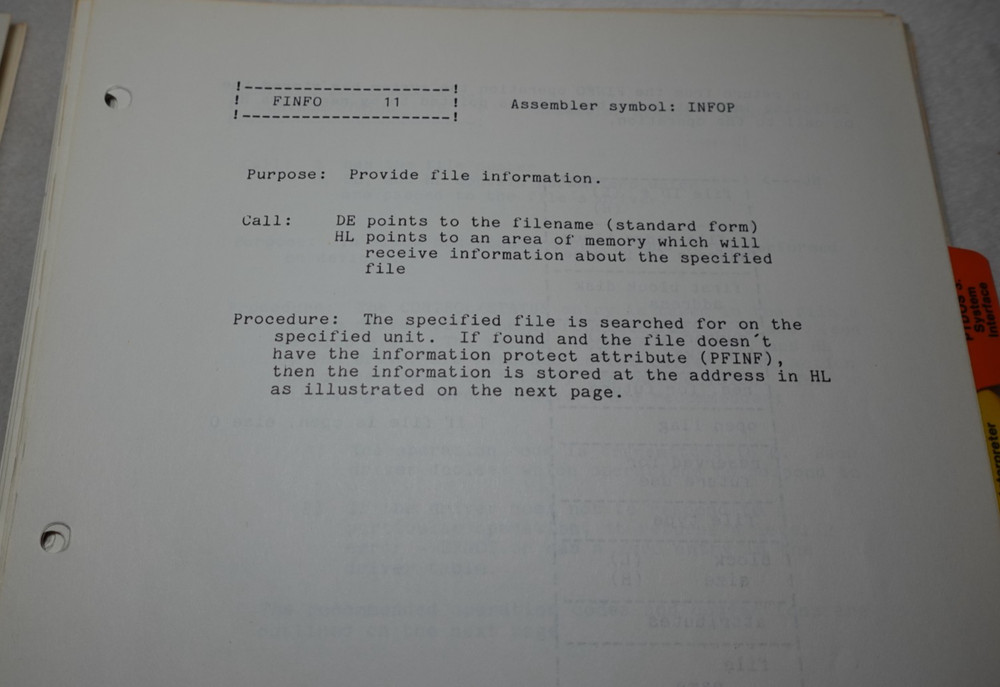 !---------------------!
!   FINFO      11     !     Assembler symbol: INFOP
!---------------------!
Purpose:  Provide file information.
Call:    DE points to the filename (standard form)
HL points to an area of memory which will
receive information about the specified
file
Procedure:  The specified file is searched for on the
specified unit.  If found and the file doesn´t
have the information protect attribute (PFINF),
then the information is stored at the address in HL
as illustrated on the next page.
System
Interface